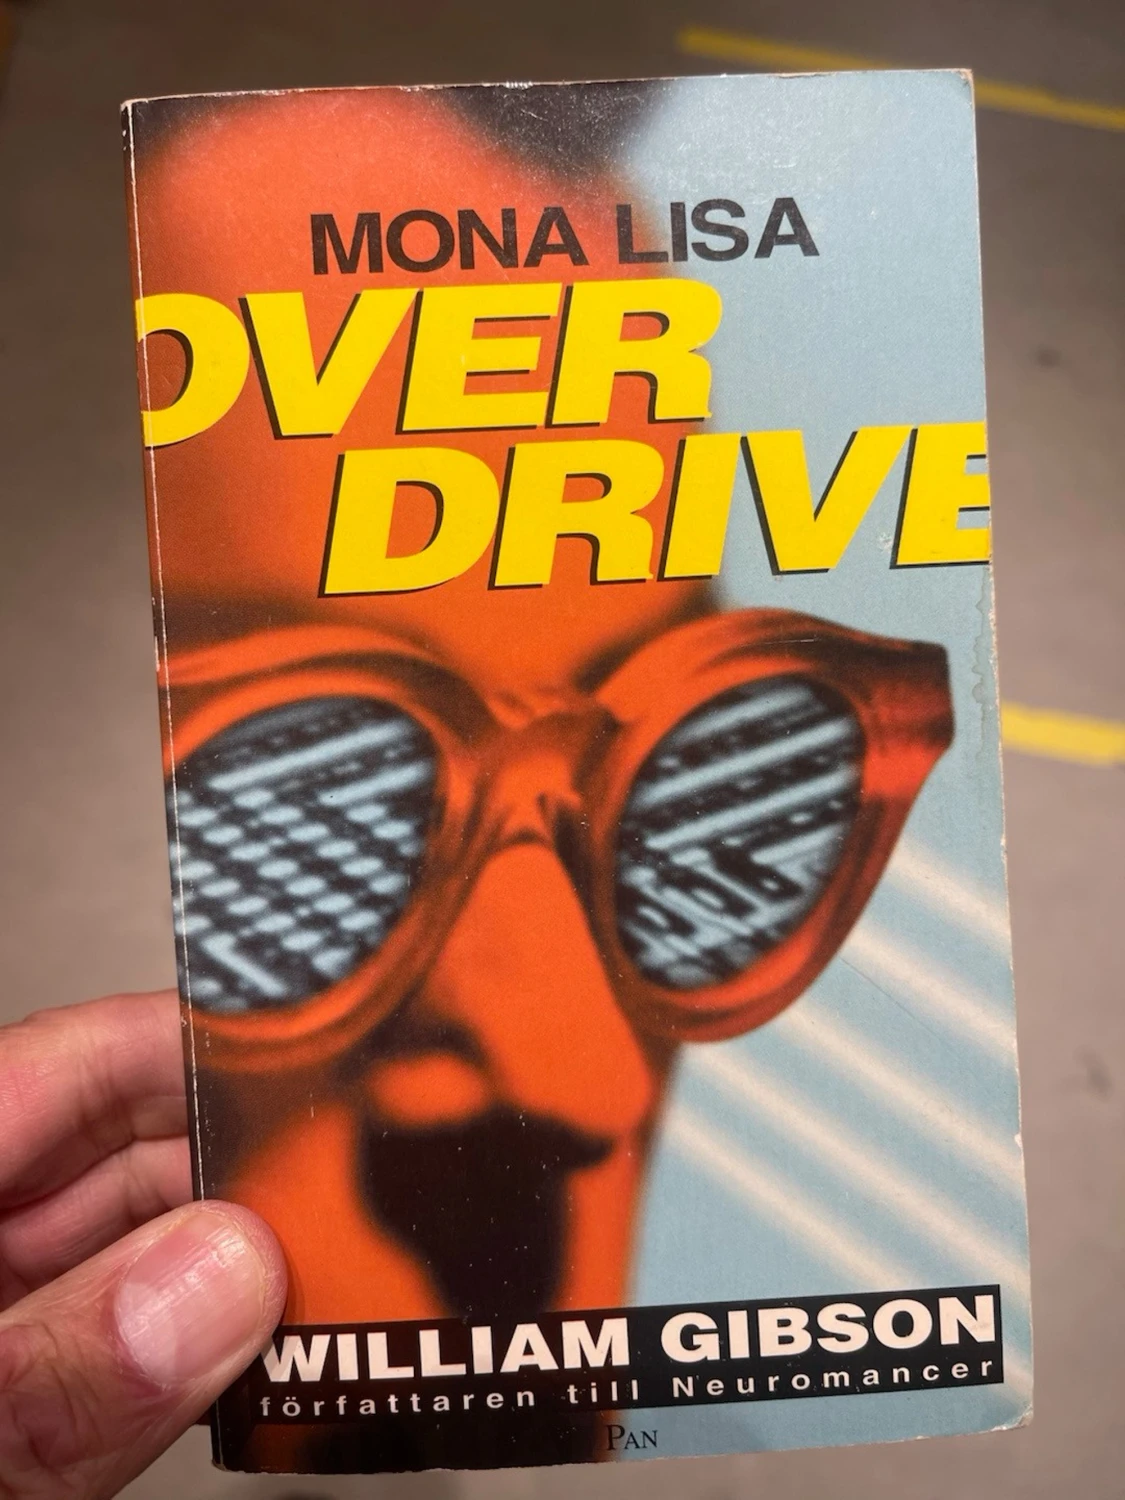 MONA LISA
OVER
DRIVE
WILLIAM GIBSON
författaren till Neuromancer
PAN